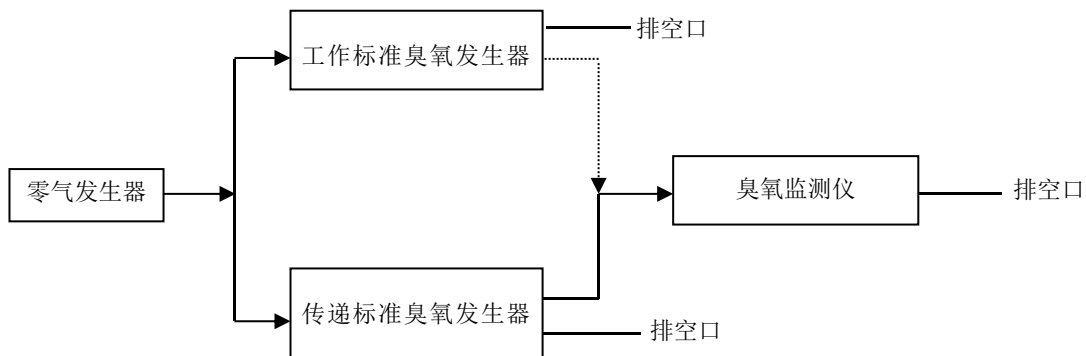 排空口
工作标准臭氧发生器
零气发生器
臭氧监测仪
排空口
传递标准臭氧发生器
排空口